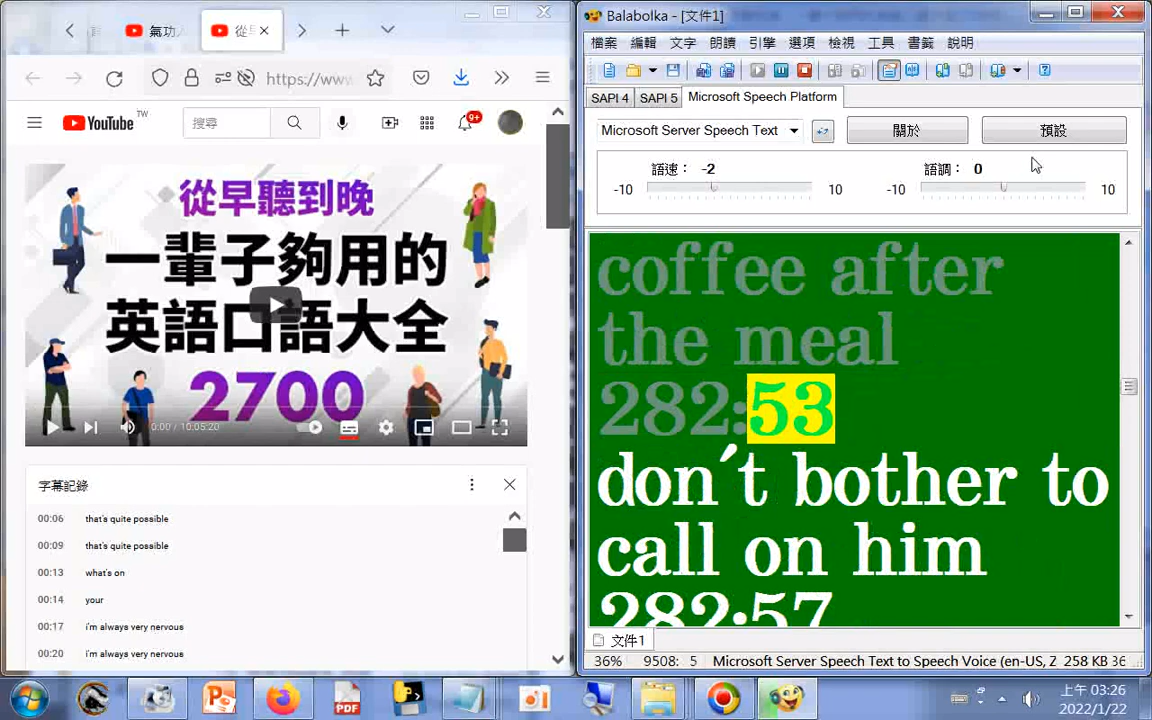 氣功
從
https://www
YouTube TW
搜尋
9+
從早聽到晚
一輩子夠用的
英語口語大全
2700
0:00 / 10:05:20
字幕記錄
00:06 that's quite possible
00:09 that's quite possible
00:13 what's on
00:14 your
00:17 i'm always very nervous
00:20 i'm always very nervous
Balabolka - [文件1]
檔案 編輯 文字 朗讀 引擎 選項 檢視 工具 書籤 說明
SAPI 4 SAPI 5 Microsoft Speech Platform
Microsoft Server Speech Text 關於 預設
語速： -2 語調： 0
-10 10 -10 10
coffee after
the meal
282:53
don't bother to
call on him
282:57
文件1
36% 9508: 5 Microsoft Server Speech Text to Speech Voice (en-US, Z 258 KB 36
PDF
上午 03:26
2022/1/22